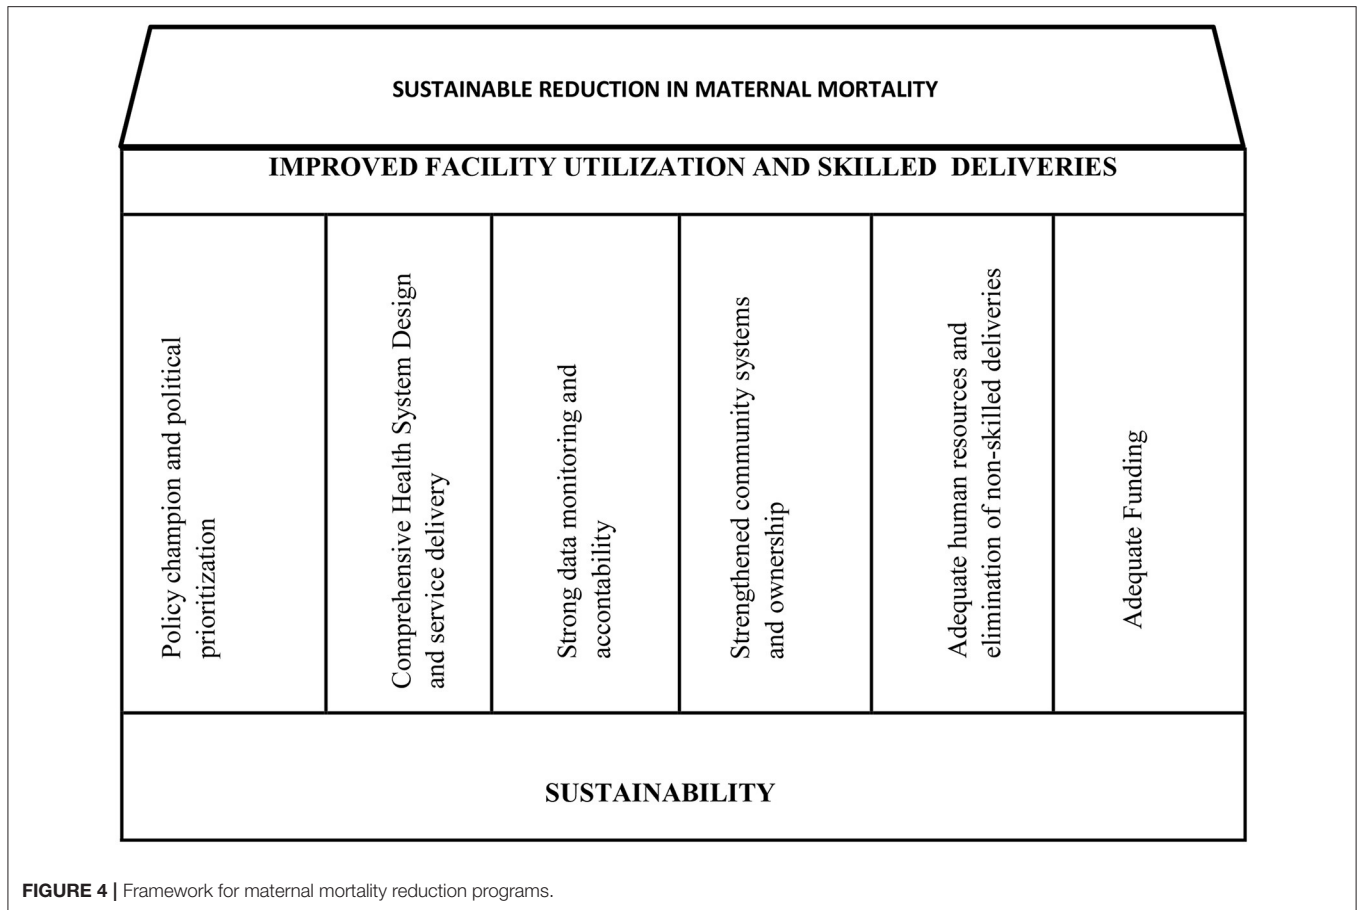 SUSTAINABLE REDUCTION IN MATERNAL MORTALITY
IMPROVED FACILITY UTILIZATION AND SKILLED DELIVERIES
Policy champion and political
prioritization
Comprehensive Health System Design
and service delivery
Strong data monitoring and
accontability
Strengthened community systems
and ownership
Adequate human resources and
elimination of non-skilled deliveries
Adequate Funding
SUSTAINABILITY
FIGURE 4 | Framework for maternal mortality reduction programs.